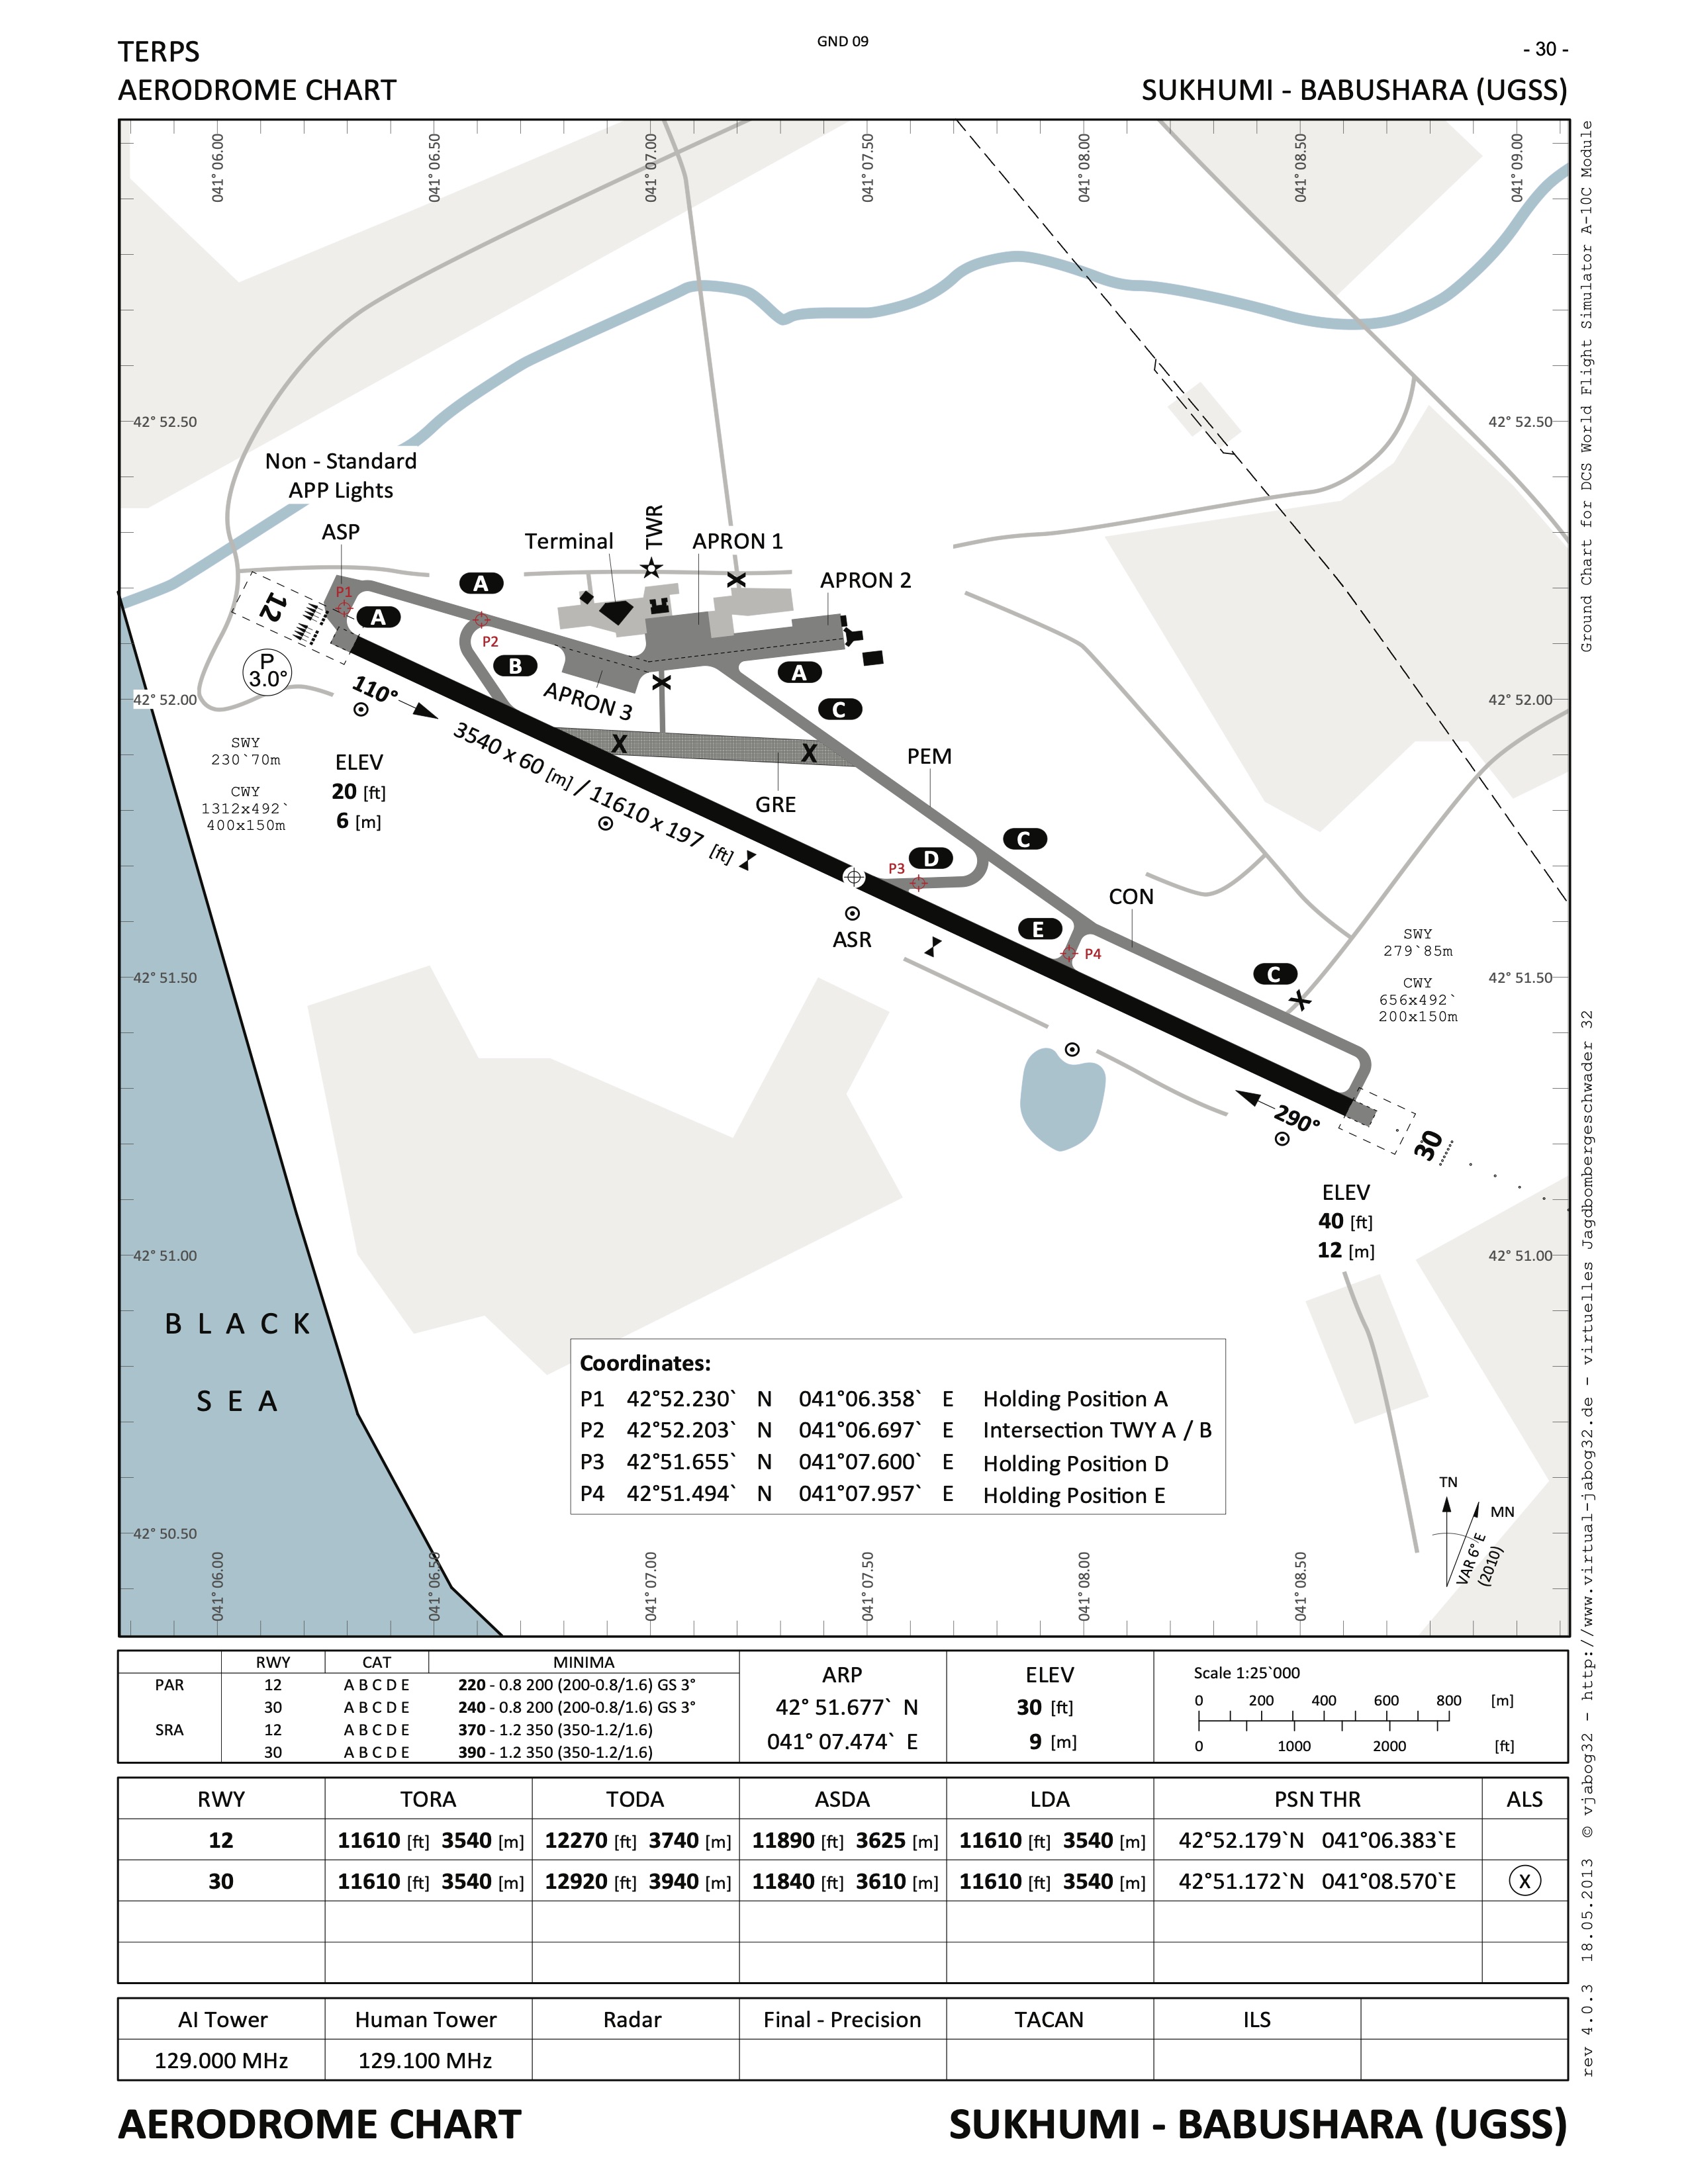 GND 09
TERPS
- 30 -
AERODROME CHART
SUKHUMI - BABUSHARA (UGSS)
041° 06.00
041° 06.50
041° 07.00
041° 07.50
041° 08.00
041° 08.50
041° 09.00
42° 52.50
42° 52.50
Non - Standard
APP Lights
ASP
Terminal
TWR
APRON 1
APRON 2
A
P1
A
P2
12
B
X
X
A
APRON 3
C
P
3.0°
42° 52.00
42° 52.00
110°
3540 x 60 [m] / 11610 x 197 [ft]
X
X
GRE
PEM
SWY
230`70m
CWY
1312x492`
400x150m
ELEV
20 [ft]
6 [m]
C
D
P3
CON
E
P4
ASR
C
X
SWY
279`85m
CWY
656x492`
200x150m
42° 51.50
42° 51.50
290°
30
ELEV
40 [ft]
12 [m]
42° 51.00
42° 51.00
BLACK
SEA
Coordinates:
P1 42°52.230` N 041°06.358` E Holding Position A
P2 42°52.203` N 041°06.697` E Intersection TWY A / B
P3 42°51.655` N 041°07.600` E Holding Position D
P4 42°51.494` N 041°07.957` E Holding Position E
42° 50.50
TN
MN
VAR 6° E
(2010)
041° 06.00
041° 06.50
041° 07.00
041° 07.50
041° 08.00
041° 08.50
Ground Chart for DCS World Flight Simulator A-10C Module
rev 4.0.3 18.05.2013 © vjabog32 - http://www.virtual-jabog32.de - virtuelles Jagdbombergeschwader 32
RWY CAT MINIMA
PAR 12 A B C D E 220 - 0.8 200 (200-0.8/1.6) GS 3°
30 A B C D E 240 - 0.8 200 (200-0.8/1.6) GS 3°
SRA 12 A B C D E 370 - 1.2 350 (350-1.2/1.6)
30 A B C D E 390 - 1.2 350 (350-1.2/1.6)
ARP
42° 51.677` N
041° 07.474` E
ELEV
30 [ft]
9 [m]
Scale 1:25`000
0 200 400 600 800 [m]
0 1000 2000 [ft]
RWY TORA TODA ASDA LDA PSN THR ALS
12 11610 [ft] 3540 [m] 12270 [ft] 3740 [m] 11890 [ft] 3625 [m] 11610 [ft] 3540 [m] 42°52.179`N 041°06.383`E
30 11610 [ft] 3540 [m] 12920 [ft] 3940 [m] 11840 [ft] 3610 [m] 11610 [ft] 3540 [m] 42°51.172`N 041°08.570`E X
AI Tower Human Tower Radar Final - Precision TACAN ILS
129.000 MHz 129.100 MHz
AERODROME CHART
SUKHUMI - BABUSHARA (UGSS)